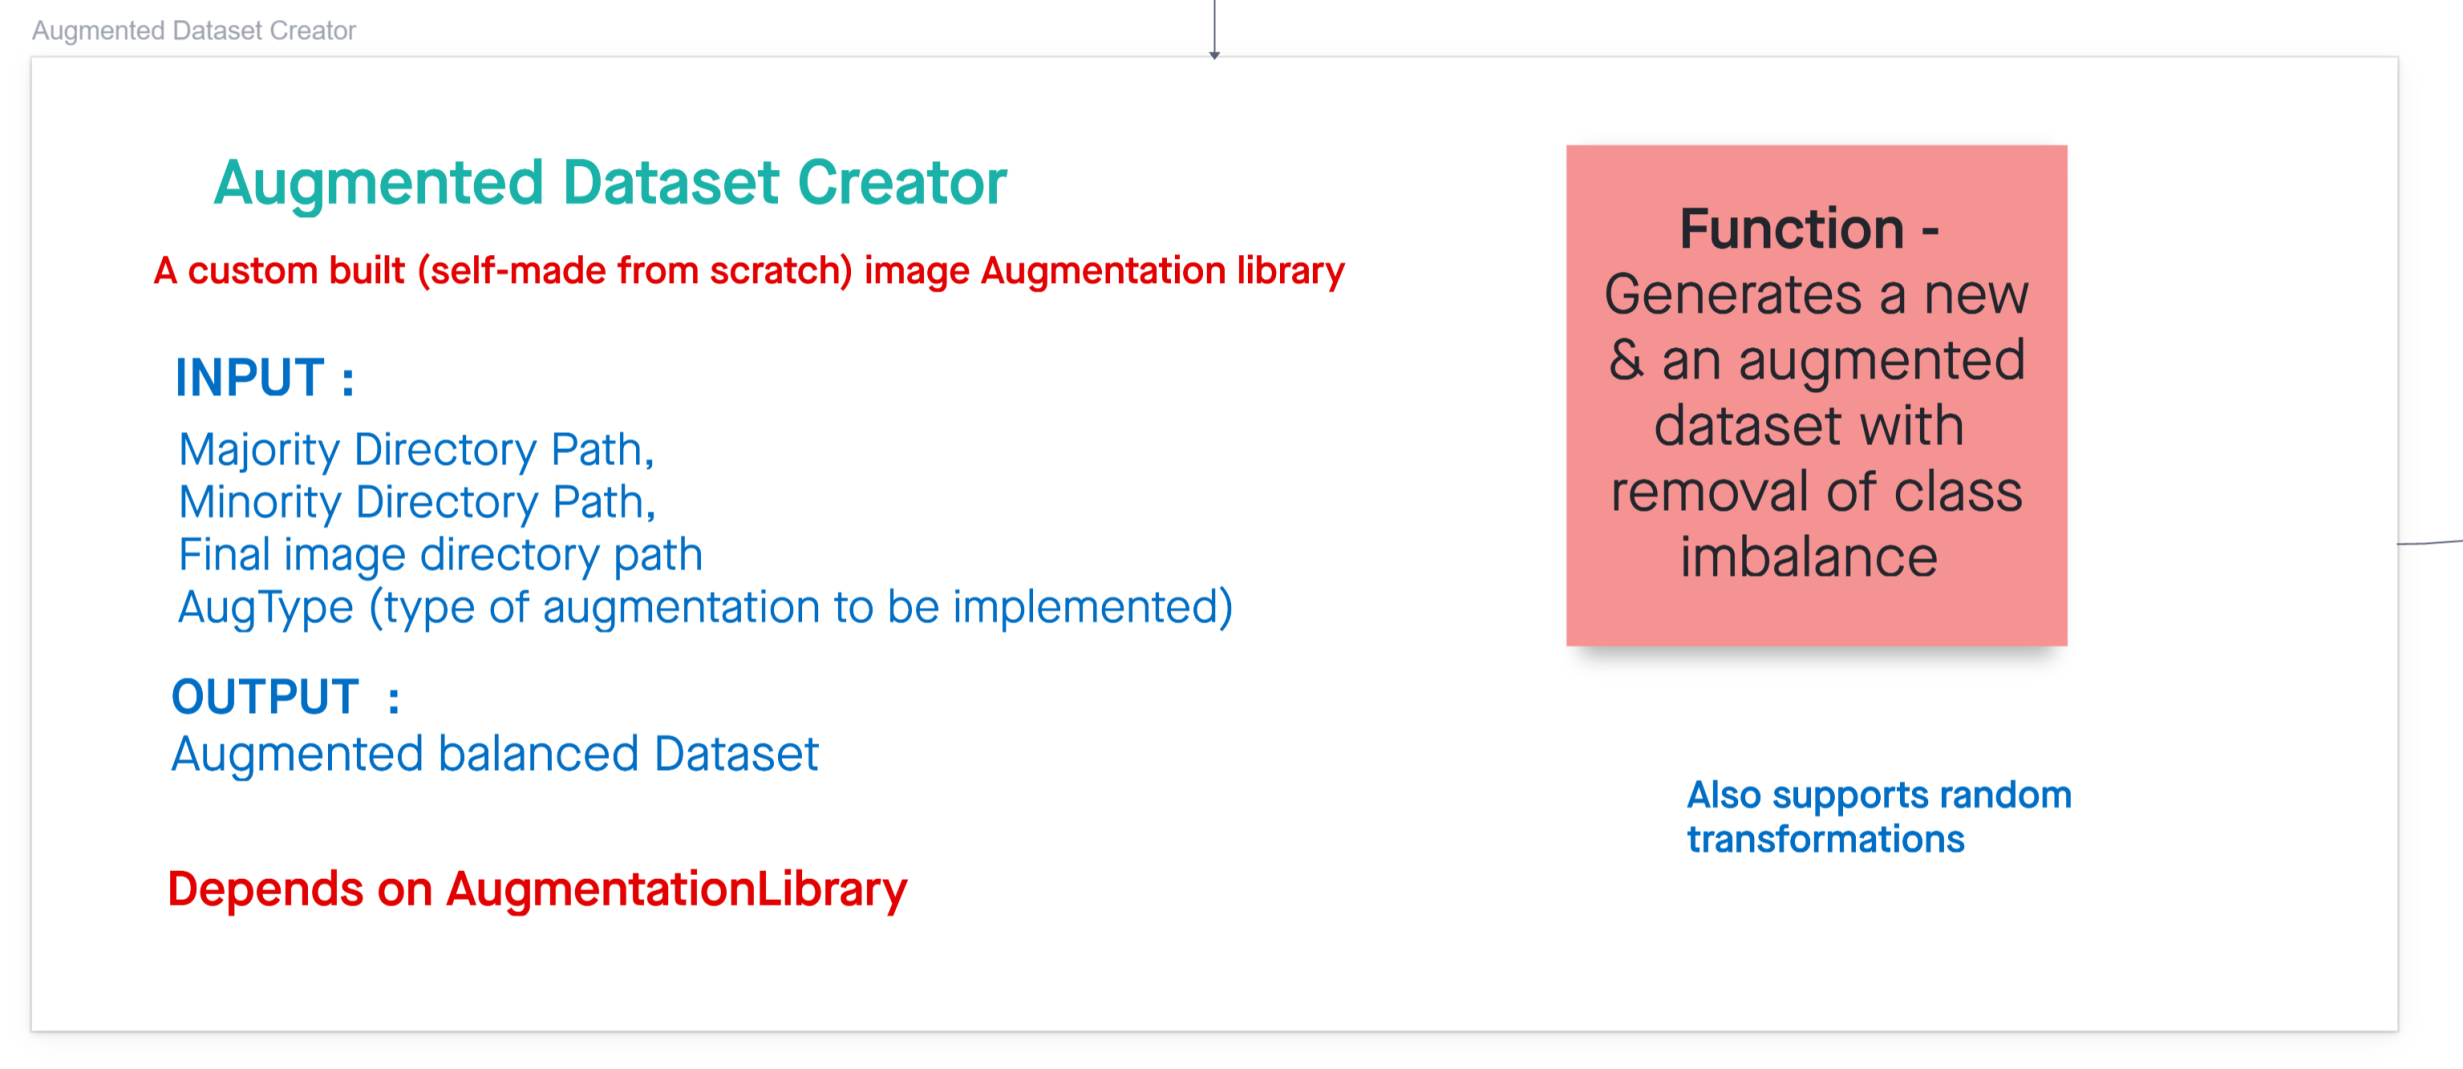 Augmented Dataset Creator
Augmented Dataset Creator
A custom built (self-made from scratch) image Augmentation library
INPUT :
Majority Directory Path,
Minority Directory Path,
Final image directory path
AugType (type of augmentation to be implemented)
OUTPUT :
Augmented balanced Dataset
Depends on AugmentationLibrary
Function -
Generates a new
& an augmented
dataset with
removal of class
imbalance
Also supports random
transformations